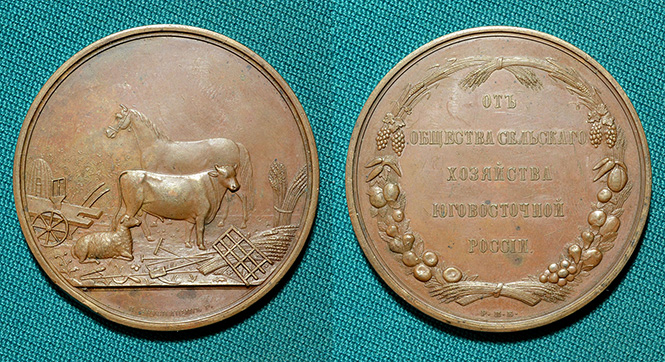 ОТЪ
ОБЩЕСТВА СЕЛЬСКАГО
ХОЗЯЙСТВА
ЮГОВОСТОЧНОЙ
РОССІИ